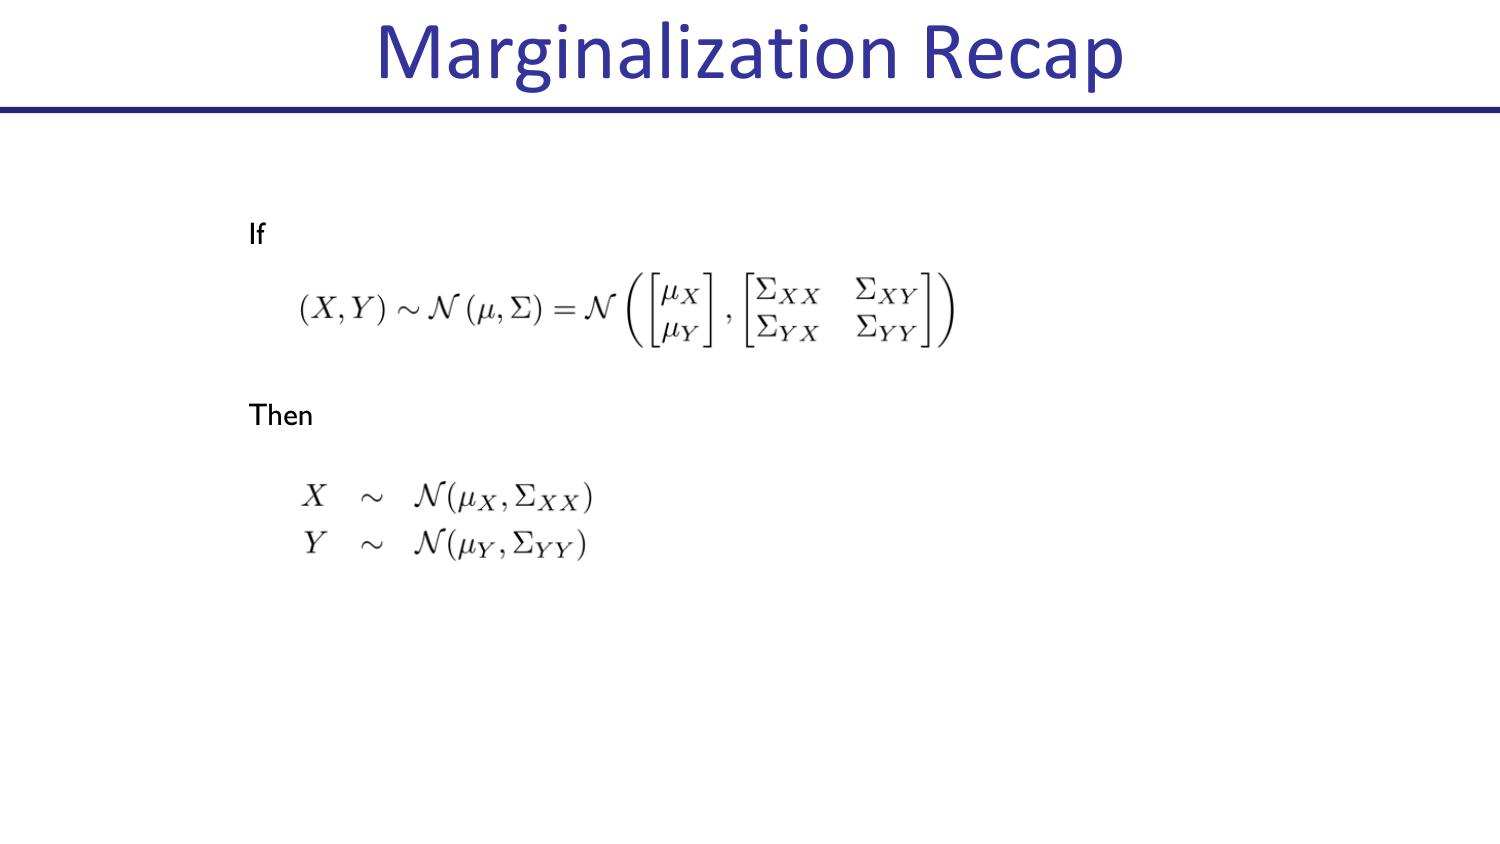 Marginalization Recap
If
$(X, Y) \sim \mathcal{N}(\mu, \Sigma) = \mathcal{N}\left(\begin{bmatrix} \mu_X \\ \mu_Y \end{bmatrix}, \begin{bmatrix} \Sigma_{XX} & \Sigma_{XY} \\ \Sigma_{YX} & \Sigma_{YY} \end{bmatrix}\right)$
Then
$X \sim \mathcal{N}(\mu_X, \Sigma_{XX})$
$Y \sim \mathcal{N}(\mu_Y, \Sigma_{YY})$